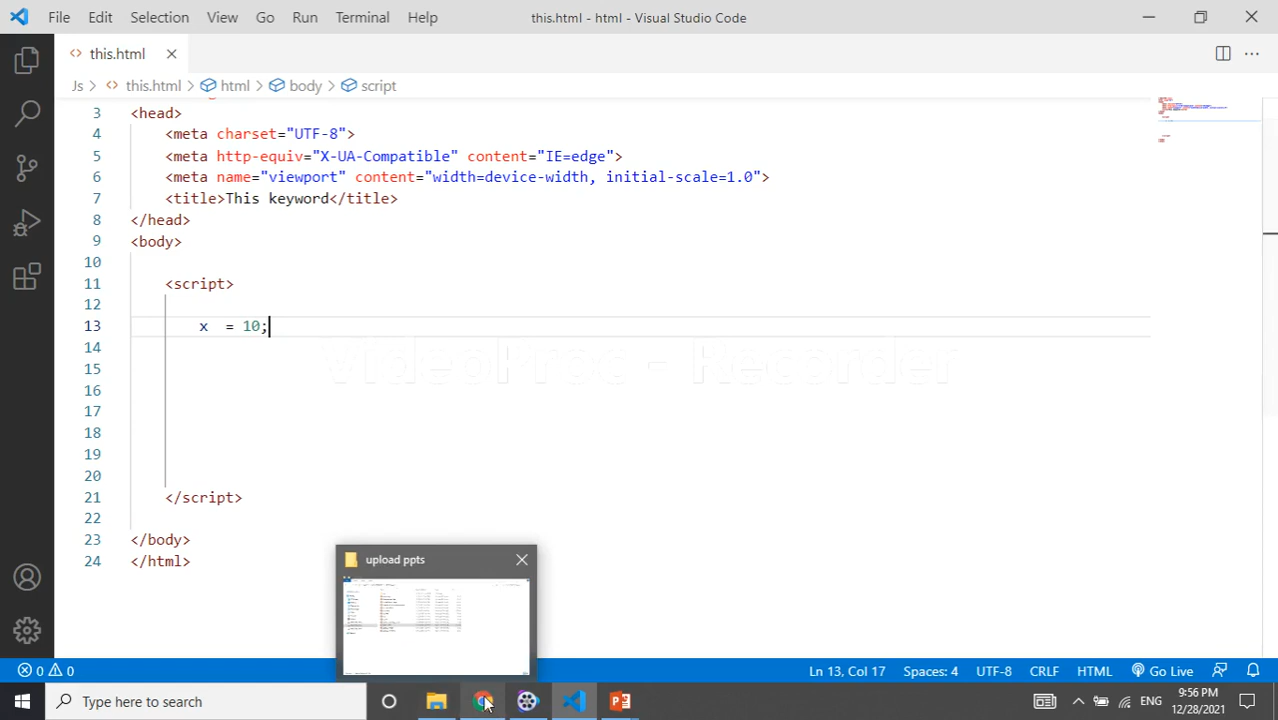 File Edit Selection View Go Run Terminal Help this.html - html - Visual Studio Code
this.html
Js > this.html > html > body > script
3 <head>
4 <meta charset="UTF-8">
5 <meta http-equiv="X-UA-Compatible" content="IE=edge">
6 <meta name="viewport" content="width=device-width, initial-scale=1.0">
7 <title>This keyword</title>
8 </head>
9 <body>
10
11 <script>
12
13 x = 10;
14
VideoProc - Recorder
15
16
17
18
19
20
21 </script>
22
23 </body>
24 </html>
upload ppts
0 0 Ln 13, Col 17 Spaces: 4 UTF-8 CRLF HTML Go Live
Type here to search ENG 9:56 PM
12/28/2021